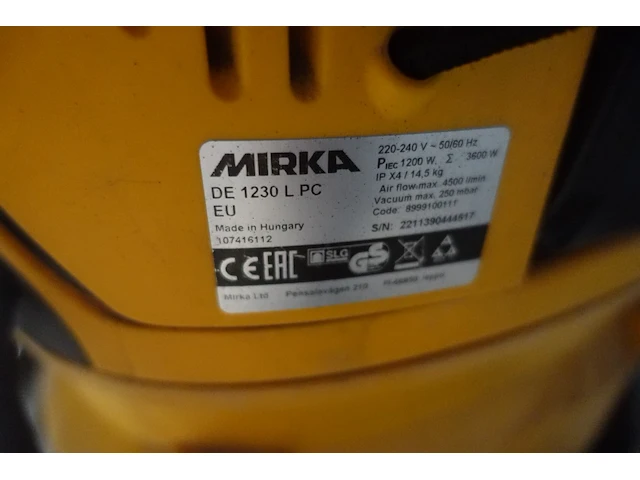 MIRKA
DE 1230 L PC
EU
Made in Hungary
107416112
220-240 V ~ 50/60 Hz
PIEC 1200 W, Σ 3600 W
IP X4 / 14,5 kg
Air flow max. 4500 l/min
Vacuum max. 250 mbar
Code: 8999100111
S/N: 2211390444817
CE EAC SLG GS
Mirka Ltd Pensalavägen 210